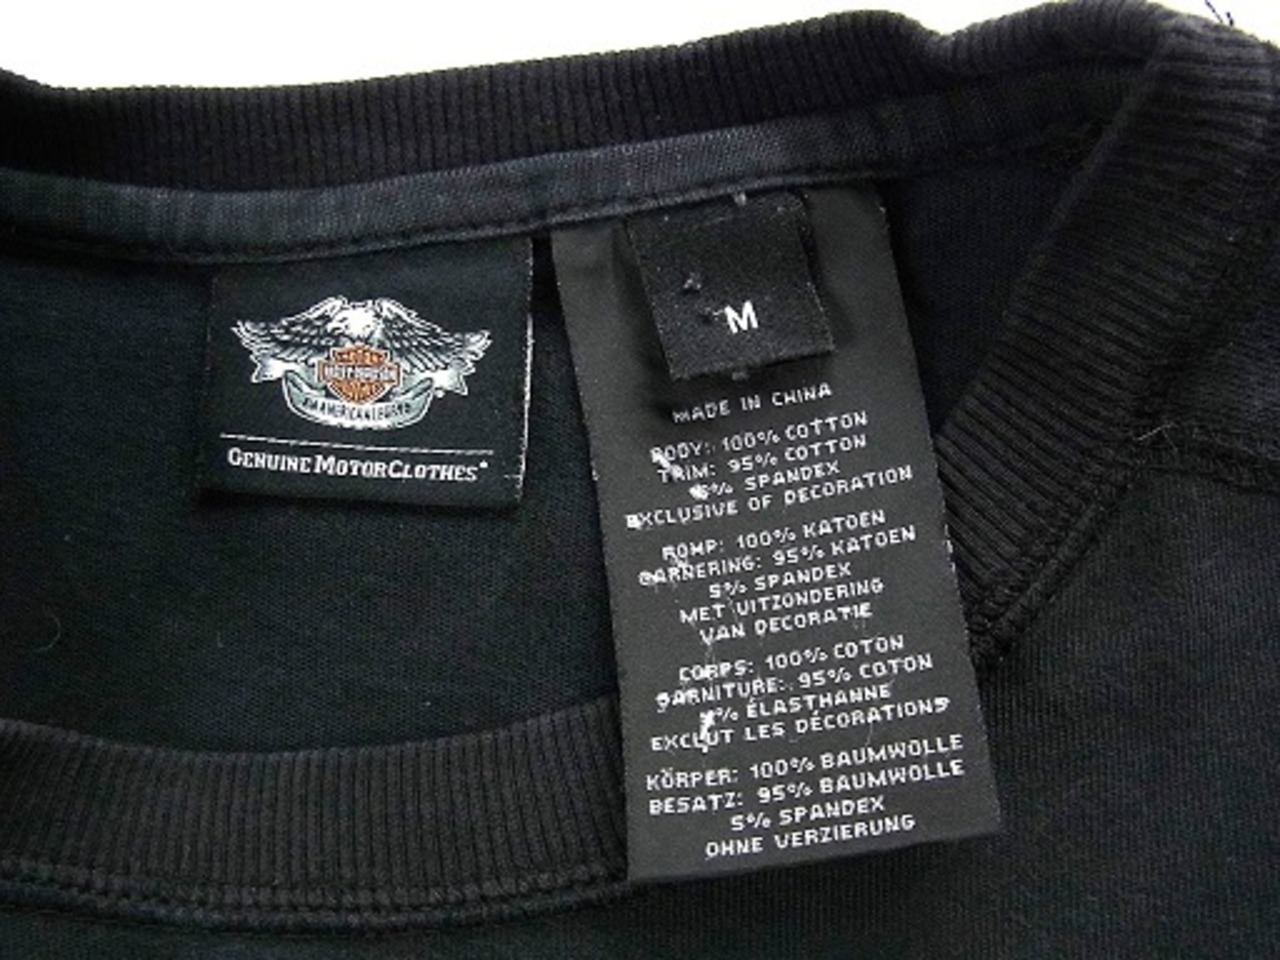 HARLEY-DAVIDSON
AN AMERICAN LEGEND
GENUINE MOTORCLOTHES®
M
MADE IN CHINA
BODY: 100% COTTON
TRIM: 95% COTTON
5% SPANDEX
EXCLUSIVE OF DECORATION
ROMP: 100% KATOEN
GARNERING: 95% KATOEN
5% SPANDEX
MET UITZONDERING
VAN DECORATIE
CORPS: 100% COTON
GARNITURE: 95% COTON
5% ÉLASTHANNE
EXCLUT LES DÉCORATIONS
KÖRPER: 100% BAUMWOLLE
BESATZ: 95% BAUMWOLLE
5% SPANDEX
OHNE VERZIERUNG